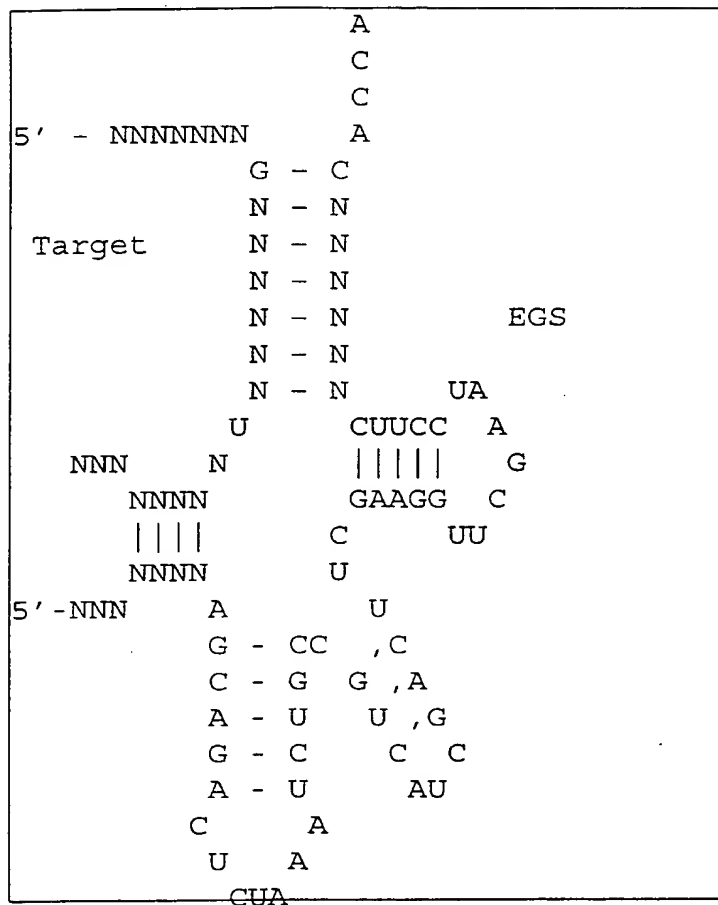 A
C
C
5' - NNNNNNN A
G - C
N - N
Target N - N
N - N
N - N EGS
N - N
N - N UA
U CUUCC A
NNN N ||||| G
NNNN GAAGG C
|||| C UU
NNNN U
5'-NNN A U
G - CC ,C
C - G G ,A
A - U U ,G
G - C C C
A - U AU
C A
U A
CUA